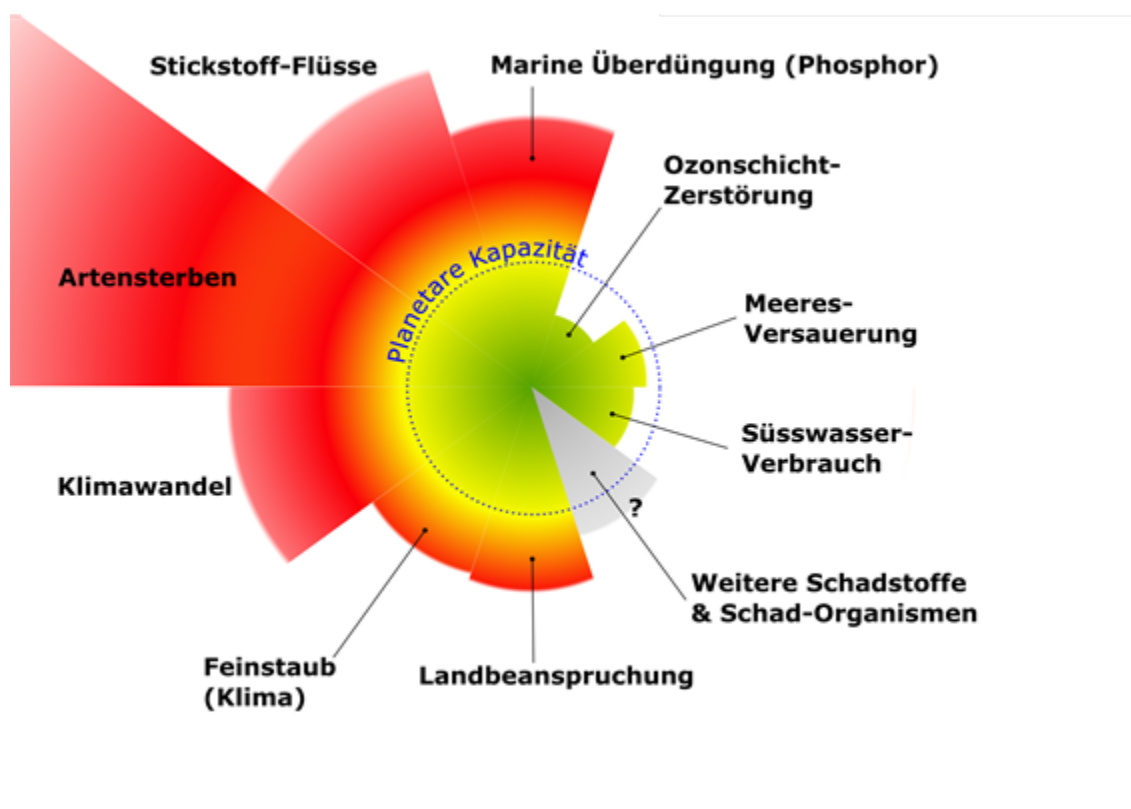 Stickstoff-Flüsse
Marine Überdüngung (Phosphor)
Ozonschicht-
Zerstörung
Planetare Kapazität
Artensterben
Meeres-
Versauerung
Süsswasser-
Verbrauch
Klimawandel
?
Weitere Schadstoffe
& Schad-Organismen
Feinstaub
(Klima)
Landbeanspruchung